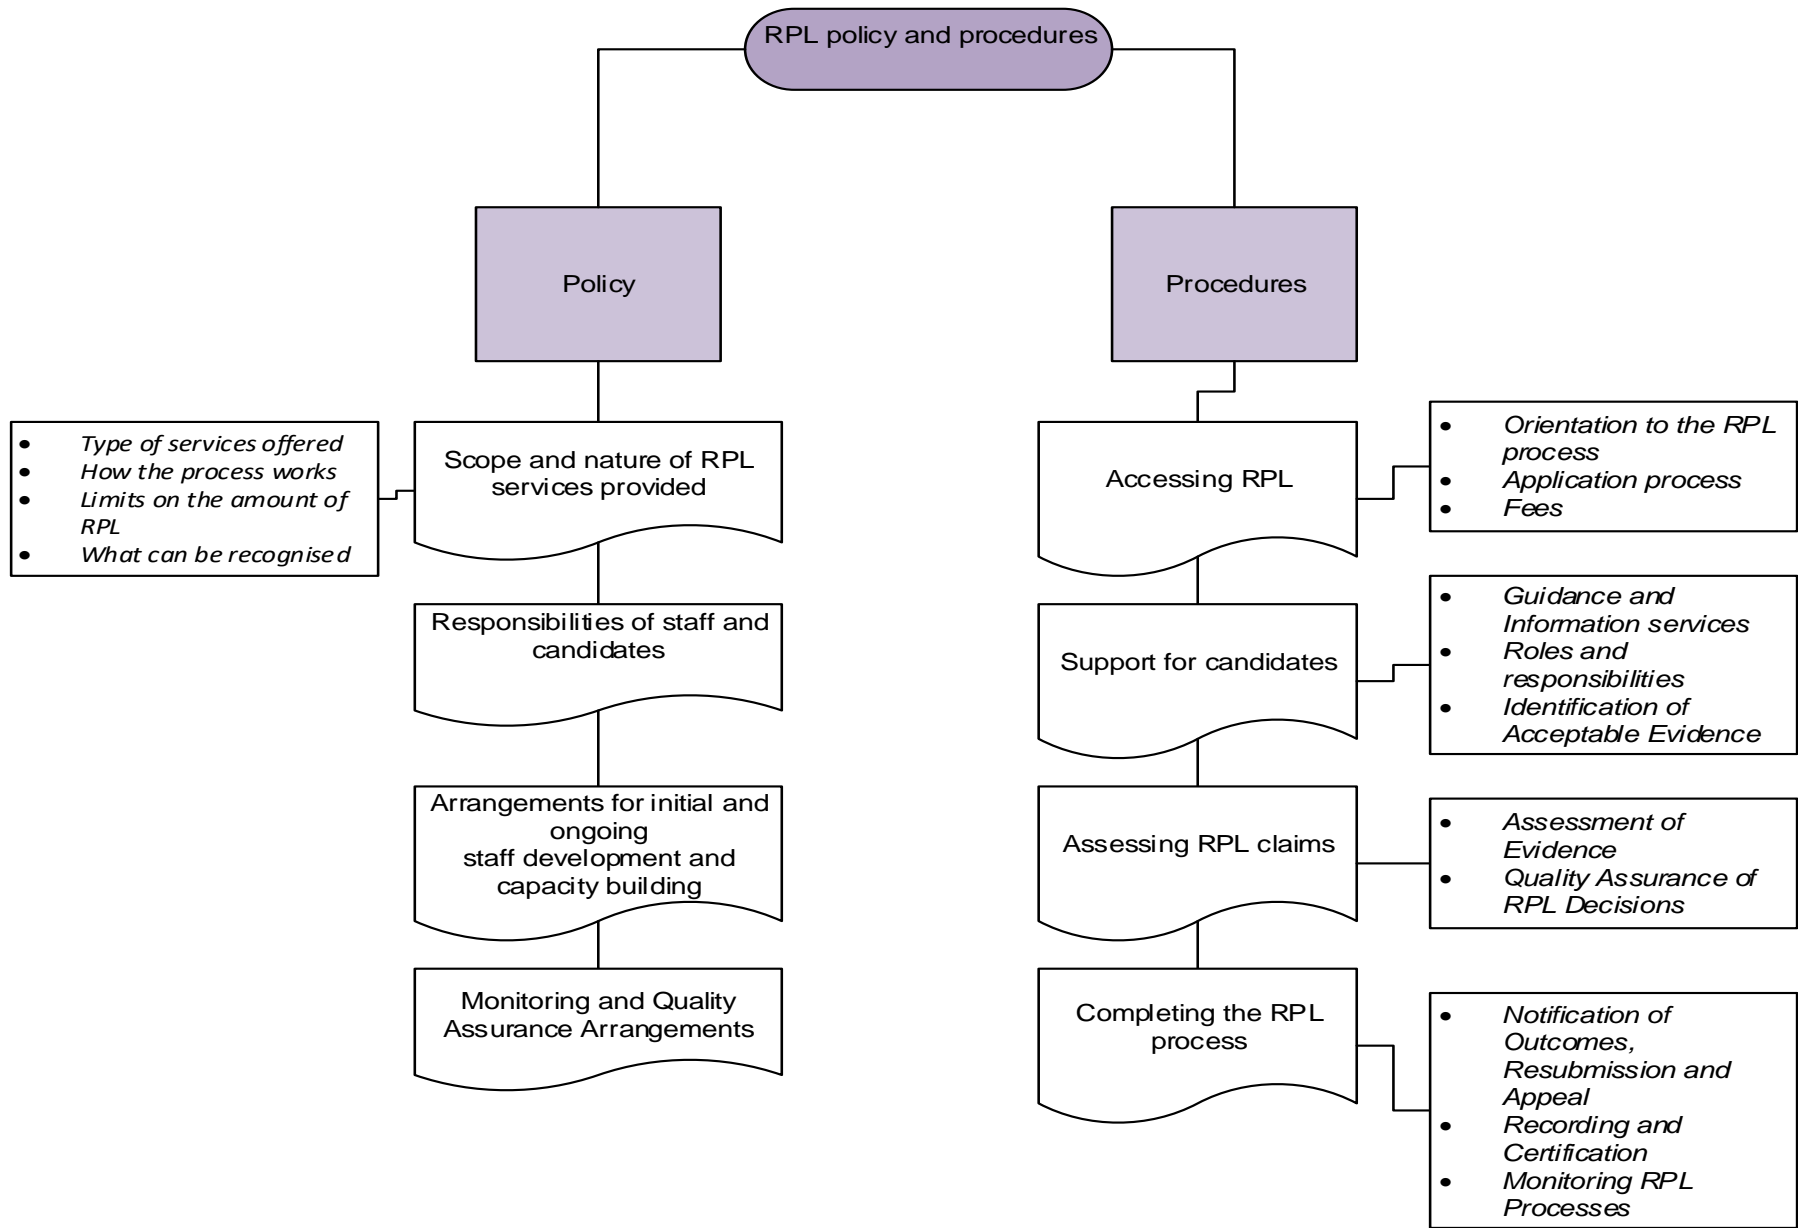 RPL policy and procedures
Policy
Procedures
• Type of services offered
• How the process works
• Limits on the amount of
RPL
• What can be recognised
Scope and nature of RPL
services provided
Responsibilities of staff and
candidates
Arrangements for initial and
ongoing
staff development and
capacity building
Monitoring and Quality
Assurance Arrangements
Accessing RPL
• Orientation to the RPL
process
• Application process
• Fees
Support for candidates
• Guidance and
Information services
• Roles and
responsibilities
• Identification of
Acceptable Evidence
Assessing RPL claims
• Assessment of
Evidence
• Quality Assurance of
RPL Decisions
Completing the RPL
process
• Notification of
Outcomes,
Resubmission and
Appeal
• Recording and
Certification
• Monitoring RPL
Processes